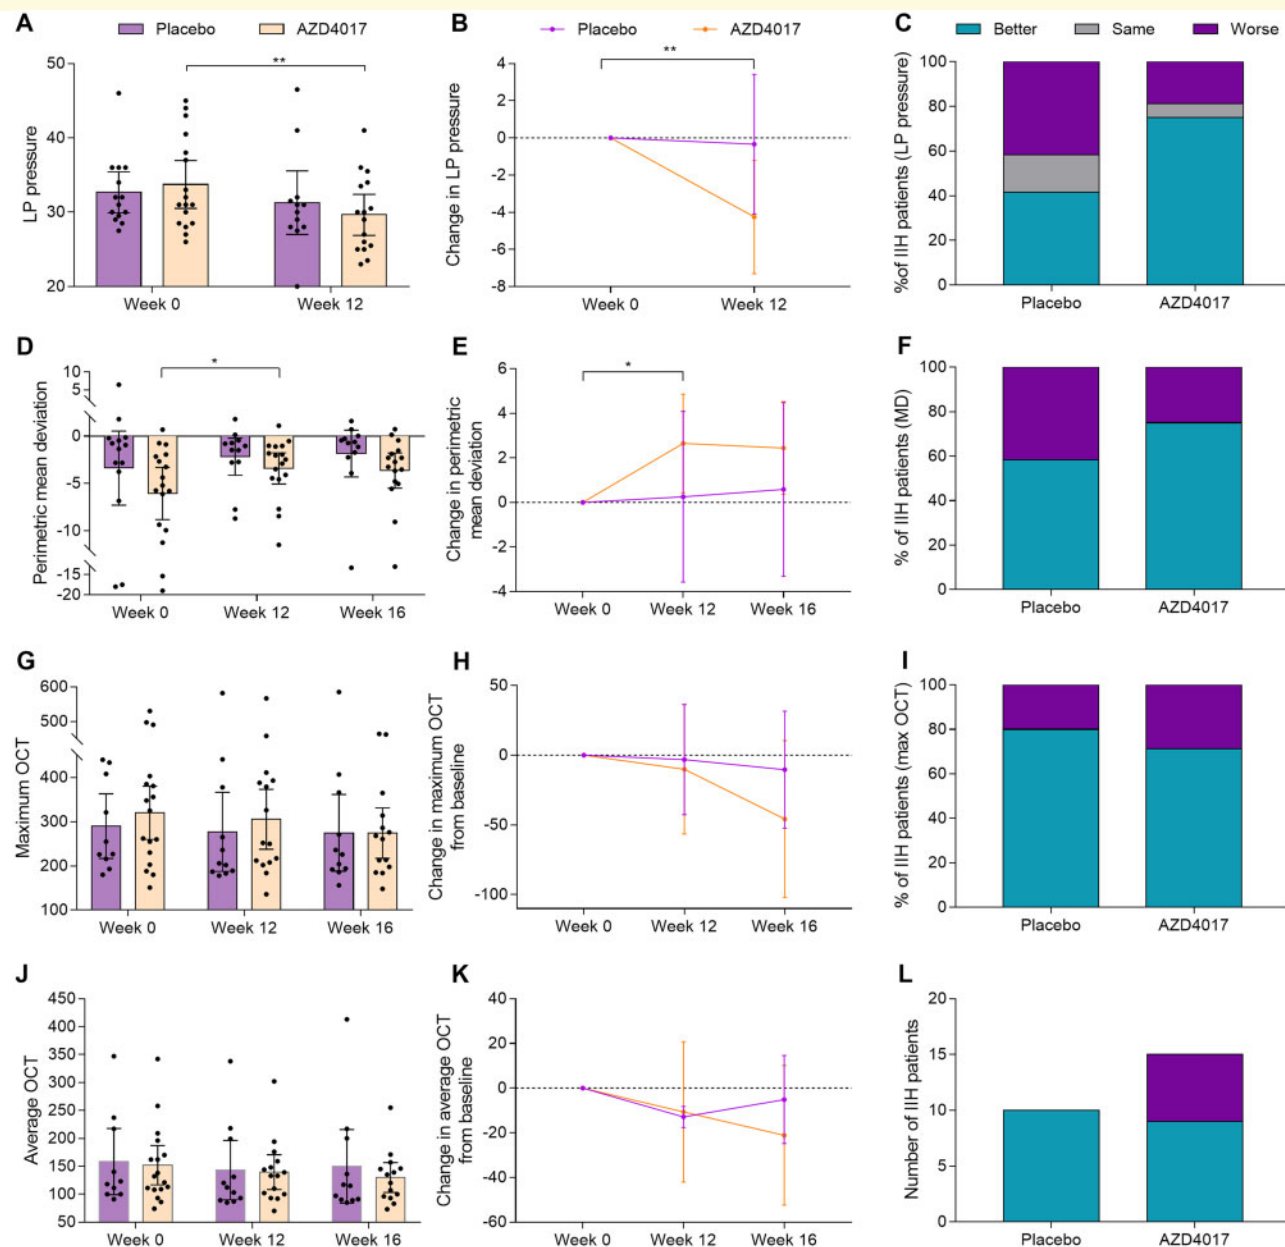 A
Placebo
AZD4017
LP pressure
50
40
30
20
**
Week 0
Week 12
B
Placebo
AZD4017
Change in LP pressure
4
2
0
-2
-4
-6
-8
**
Week 0
Week 12
C
Better
Same
Worse
%of IIH patients (LP pressure)
100
80
60
40
20
0
Placebo
AZD4017
D
Perimetric mean deviation
10
5
0
-5
-10
-15
-20
*
Week 0
Week 12
Week 16
E
Change in perimetric
mean deviation
6
4
2
0
-2
-4
*
Week 0
Week 12
Week 16
F
% of IIH patients (MD)
100
80
60
40
20
0
Placebo
AZD4017
G
Maximum OCT
600
500
400
300
200
100
Week 0
Week 12
Week 16
H
Change in maximum OCT
from baseline
50
0
-50
-100
Week 0
Week 12
Week 16
I
% of IIH patients (max OCT)
100
80
60
40
20
0
Placebo
AZD4017
J
Average OCT
450
400
350
300
250
200
150
100
50
Week 0
Week 12
Week 16
K
Change in average OCT
from baseline
40
20
0
-20
-40
-60
Week 0
Week 12
Week 16
L
Number of IIH patients
20
15
10
5
0
Placebo
AZD4017